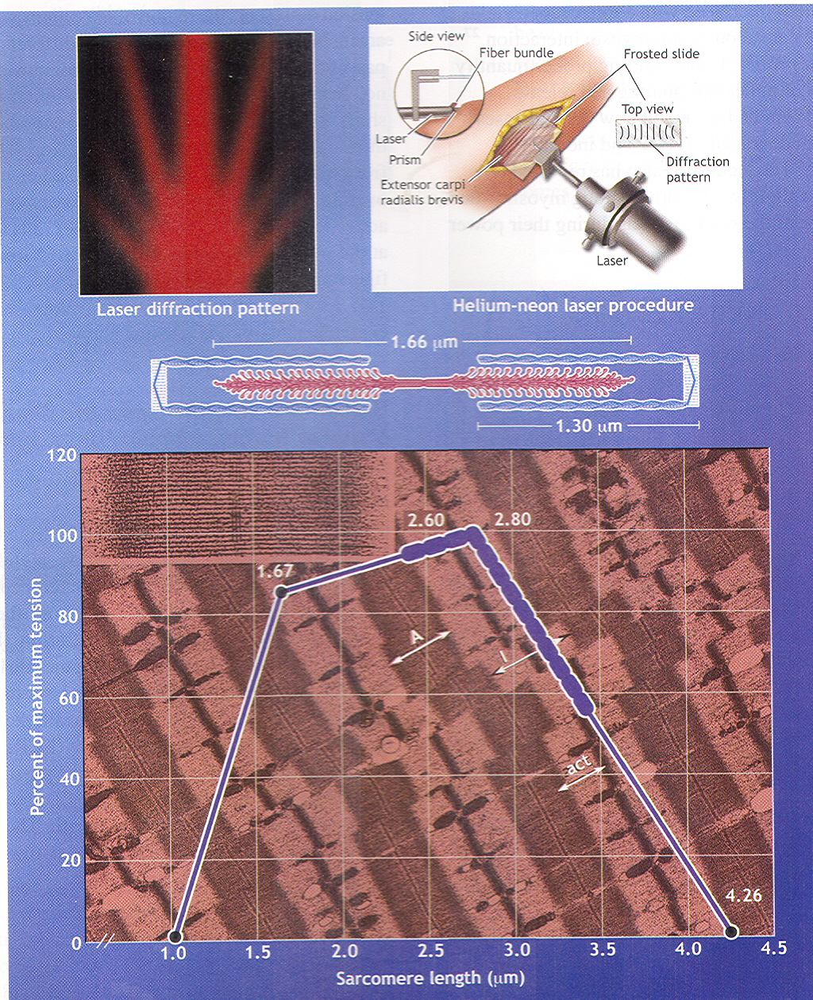 Side view
Fiber bundle
Frosted slide
Top view
Laser
Prism
Diffraction
pattern
Extensor carpi
radialis brevis
Laser
Laser diffraction pattern
Helium-neon laser procedure
1.66 µm
1.30 µm
120
100
80
60
40
20
0
Percent of maximum tension
1.67
2.60
2.80
A
I
act
4.26
1.0
1.5
2.0
2.5
3.0
3.5
4.0
4.5
Sarcomere length (µm)